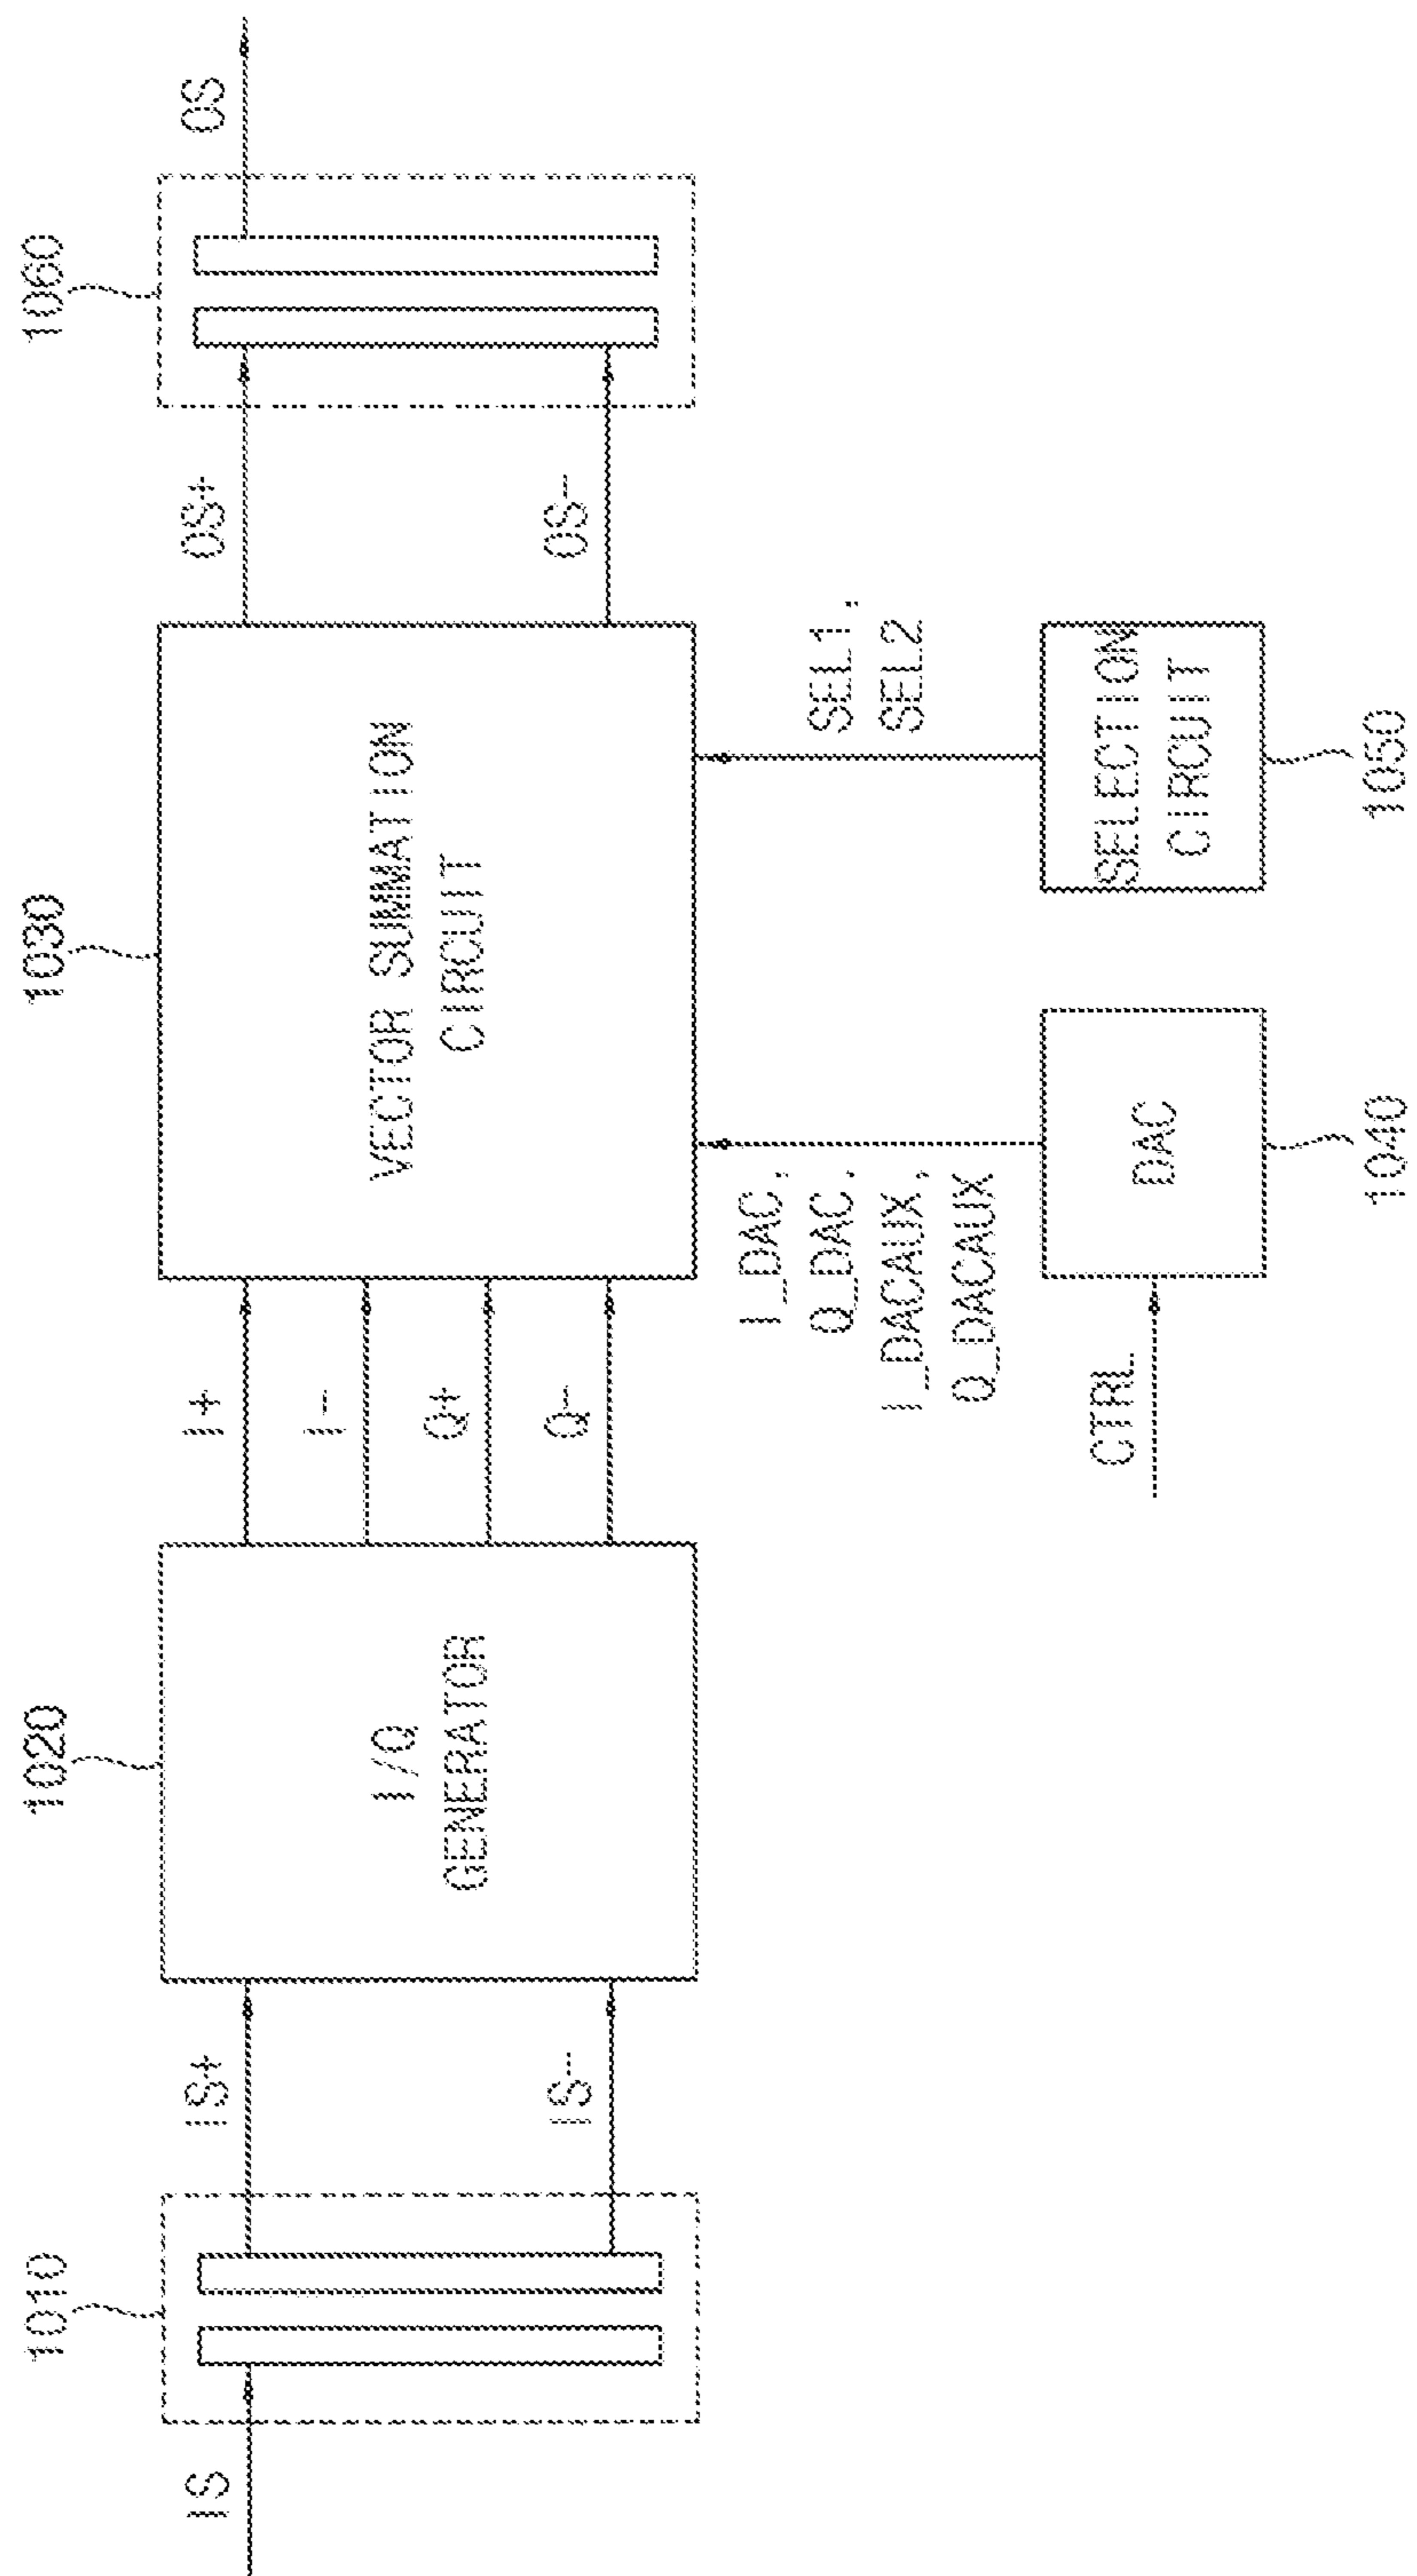 1010
1020
1030
1060
IS
IS+
IS-
I/Q
GENERATOR
I+
I-
Q+
Q-
VECTOR SUMMATION
CIRCUIT
OS+
OS-
OS
I_DAC,
Q_DAC,
I_DACAUX,
Q_DACAUX
SEL1,
SEL2
CTRL
DAC
SELECTION
CIRCUIT
1040
1050